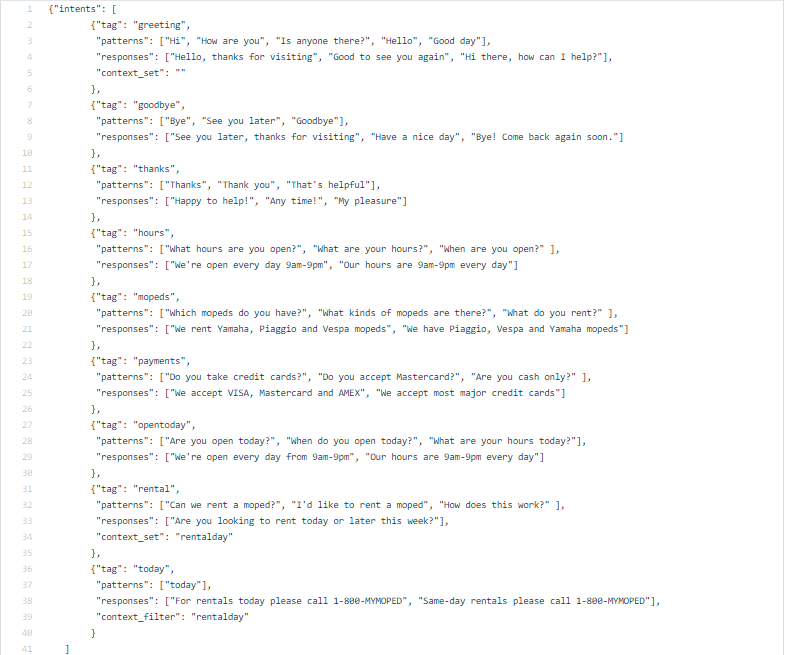 1 {"intents": [
2 {"tag": "greeting",
3 "patterns": ["Hi", "How are you", "Is anyone there?", "Hello", "Good day"],
4 "responses": ["Hello, thanks for visiting", "Good to see you again", "Hi there, how can I help?"],
5 "context_set": ""
6 },
7 {"tag": "goodbye",
8 "patterns": ["Bye", "See you later", "Goodbye"],
9 "responses": ["See you later, thanks for visiting", "Have a nice day", "Bye! Come back again soon."]
10 },
11 {"tag": "thanks",
12 "patterns": ["Thanks", "Thank you", "That's helpful"],
13 "responses": ["Happy to help!", "Any time!", "My pleasure"]
14 },
15 {"tag": "hours",
16 "patterns": ["What hours are you open?", "What are your hours?", "When are you open?" ],
17 "responses": ["We're open every day 9am-9pm", "Our hours are 9am-9pm every day"]
18 },
19 {"tag": "mopeds",
20 "patterns": ["Which mopeds do you have?", "What kinds of mopeds are there?", "What do you rent?" ],
21 "responses": ["We rent Yamaha, Piaggio and Vespa mopeds", "We have Piaggio, Vespa and Yamaha mopeds"]
22 },
23 {"tag": "payments",
24 "patterns": ["Do you take credit cards?", "Do you accept Mastercard?", "Are you cash only?" ],
25 "responses": ["We accept VISA, Mastercard and AMEX", "We accept most major credit cards"]
26 },
27 {"tag": "opentoday",
28 "patterns": ["Are you open today?", "When do you open today?", "What are your hours today?"],
29 "responses": ["We're open every day from 9am-9pm", "Our hours are 9am-9pm every day"]
30 },
31 {"tag": "rental",
32 "patterns": ["Can we rent a moped?", "I'd like to rent a moped", "How does this work?" ],
33 "responses": ["Are you looking to rent today or later this week?"],
34 "context_set": "rentalday"
35 },
36 {"tag": "today",
37 "patterns": ["today"],
38 "responses": ["For rentals today please call 1-800-MYMOPED", "Same-day rentals please call 1-800-MYMOPED"],
39 "context_filter": "rentalday"
40 }
41 ]